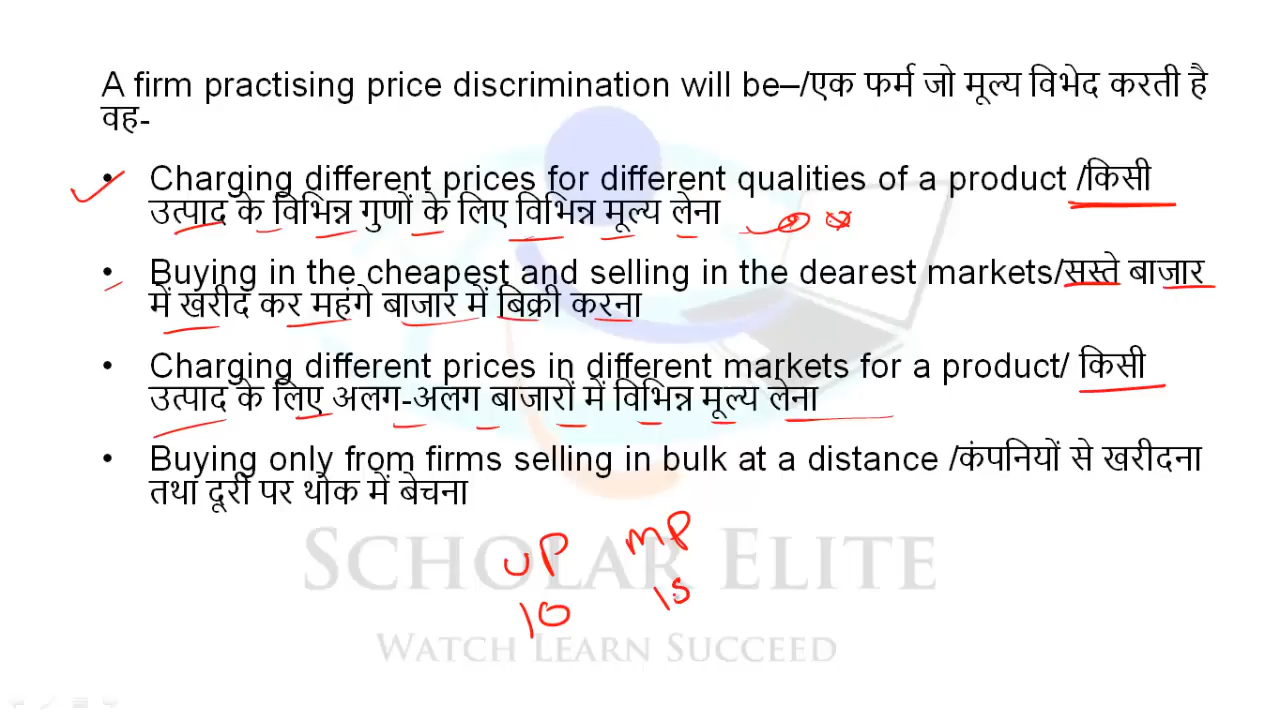 A firm practising price discrimination will be–/एक फर्म जो मूल्य विभेद करती है
वह-
• Charging different prices for different qualities of a product /किसी
उत्पाद के विभिन्न गुणों के लिए विभिन्न मूल्य लेना
• Buying in the cheapest and selling in the dearest markets/सस्ते बाजार
में खरीद कर महंगे बाजार में बिक्री करना
• Charging different prices in different markets for a product/ किसी
उत्पाद के लिए अलग-अलग बाजारों में विभिन्न मूल्य लेना
• Buying only from firms selling in bulk at a distance /कंपनियों से खरीदना
तथा दूरी पर थोक में बेचना
UP MP
10 15
SCHOLAR ELITE
WATCH LEARN SUCCEED